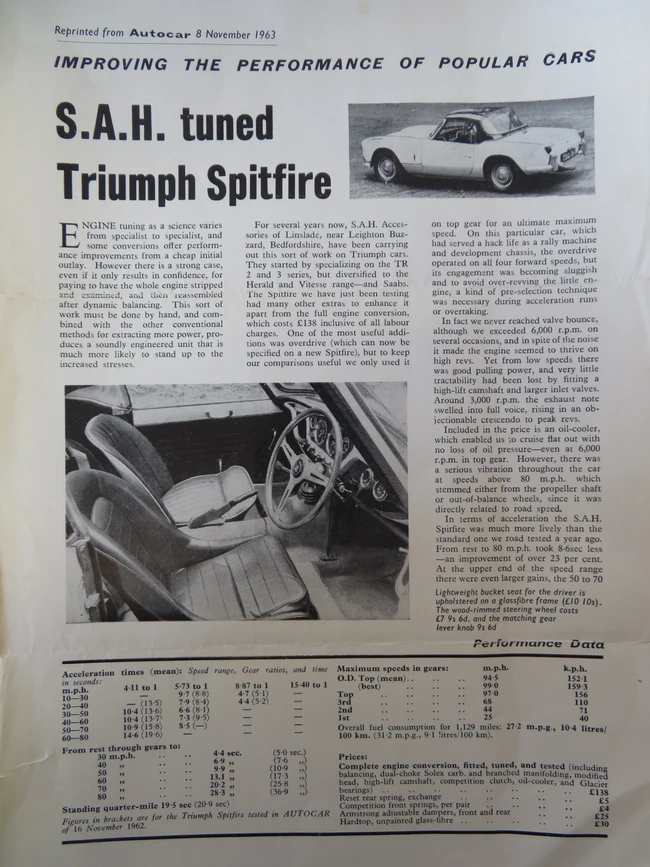 Reprinted from Autocar 8 November 1963
IMPROVING THE PERFORMANCE OF POPULAR CARS
S.A.H. tuned
Triumph Spitfire
ENGINE tuning as a science varies
from specialist to specialist, and
some conversions offer perform-
ance improvements from a cheap initial
outlay. However there is a strong case,
even if it only results in confidence, for
paying to have the whole engine stripped
and examined, and then reassembled
after dynamic balancing. This sort of
work must be done by hand, and com-
bined with the other conventional
methods for extracting more power, pro-
duces a soundly engineered unit that is
much more likely to stand up to the
increased stresses.
For several years now, S.A.H. Acces-
sories of Linslade, near Leighton Buz-
zard, Bedfordshire, have been carrying
out this sort of work on Triumph cars.
They started by specializing on the TR
2 and 3 series, but diversified to the
Herald and Vitesse range—and Saabs.
The Spitfire we have just been testing
had many other extras to enhance it
apart from the full engine conversion,
which costs £138 inclusive of all labour
charges. One of the most useful addi-
tions was overdrive (which can now be
specified on a new Spitfire), but to keep
our comparisons useful we only used it
on top gear for an ultimate maximum
speed. On this particular car, which
had served a hack life as a rally machine
and development chassis, the overdrive
operated on all four forward speeds, but
its engagement was becoming sluggish
and to avoid over-revving the little en-
gine, a kind of pre-selection technique
was necessary during acceleration runs
or overtaking.
In fact we never reached valve bounce,
although we exceeded 6,000 r.p.m. on
several occasions, and in spite of the noise
it made the engine seemed to thrive on
high revs. Yet from low speeds there
was good pulling power, and very little
tractability had been lost by fitting a
high-lift camshaft and larger inlet valves.
Around 3,000 r.p.m. the exhaust note
swelled into full voice, rising in an ob-
jectionable crescendo to peak revs.
Included in the price is an oil-cooler,
which enabled us to cruise flat out with
no loss of oil pressure—even at 6,000
r.p.m. in top gear. However, there was
a serious vibration throughout the car
at speeds above 80 m.p.h. which
stemmed either from the propeller shaft
or out-of-balance wheels, since it was
directly related to road speed.
In terms of acceleration the S.A.H.
Spitfire was much more lively than the
standard one we road tested a year ago.
From rest to 80 m.p.h. took 8·6sec less
—an improvement of over 23 per cent.
At the upper end of the speed range
there were even larger gains, the 50 to 70
Lightweight bucket seat for the driver is
upholstered on a glassfibre frame (£10 10s).
The wood-rimmed steering wheel costs
£7 9s 6d, and the matching gear
lever knob 9s 6d
Performance Data
Acceleration times (mean): Speed range, Gear ratios, and time
in seconds:
m.p.h. 4·11 to 1 5·73 to 1 8·87 to 1 15·40 to 1
10—30 — 9·7 (8·8) 4·7 (5·1) —
20—40 — (13·5) 7·9 (8·4) 4·4 (5·2) —
30—50 10·4 (13·6) 6·6 (8·1) — —
40—60 10·4 (13·7) 7·3 (9·5) — —
50—70 10·9 (15·8) 8·5 (—) — —
60—80 14·6 (19·6) — — —
From rest through gears to:
30 m.p.h. .. .. 4·4 sec. (5·0 sec.)
40 „ .. .. 6·9 „ (7·6 „
50 „ .. .. 9·9 „ (10·9 „
60 „ .. .. 13.1 „ (17·3 „
70 „ .. .. 20·2 „ (25·8 „
80 „ .. .. 28·3 „ (36·9 „
Standing quarter-mile 19·5 sec (20·9 sec)
Figures in brackets are for the Triumph Spitfire tested in AUTOCAR
of 16 November 1962.
Maximum speeds in gears: m.p.h. k.p.h.
O.D. Top (mean) .. .. 94·5 152·1
(best) .. .. 99·0 159·3
Top .. .. .. 97·0 156
3rd .. .. .. 68 110
2nd .. .. .. 44 71
1st .. .. .. 25 40
Overall fuel consumption for 1,129 miles: 27·2 m.p.g., 10·4 litres/
100 km. (31·2 m.p.g., 9·1 litres/100 km).
Prices:
Complete engine conversion, fitted, tuned, and tested (including
balancing, dual-choke Solex carb. and branched manifolding, modified
head, high-lift camshaft, competition clutch, oil-cooler, and Glacier
bearings) .. .. .. .. .. £138
Reset rear spring, exchange .. .. .. £5
Competition front springs, per pair .. .. .. £4
Armstrong adjustable dampers, front and rear .. .. £25
Hardtop, unpainted glass-fibre .. .. .. £30